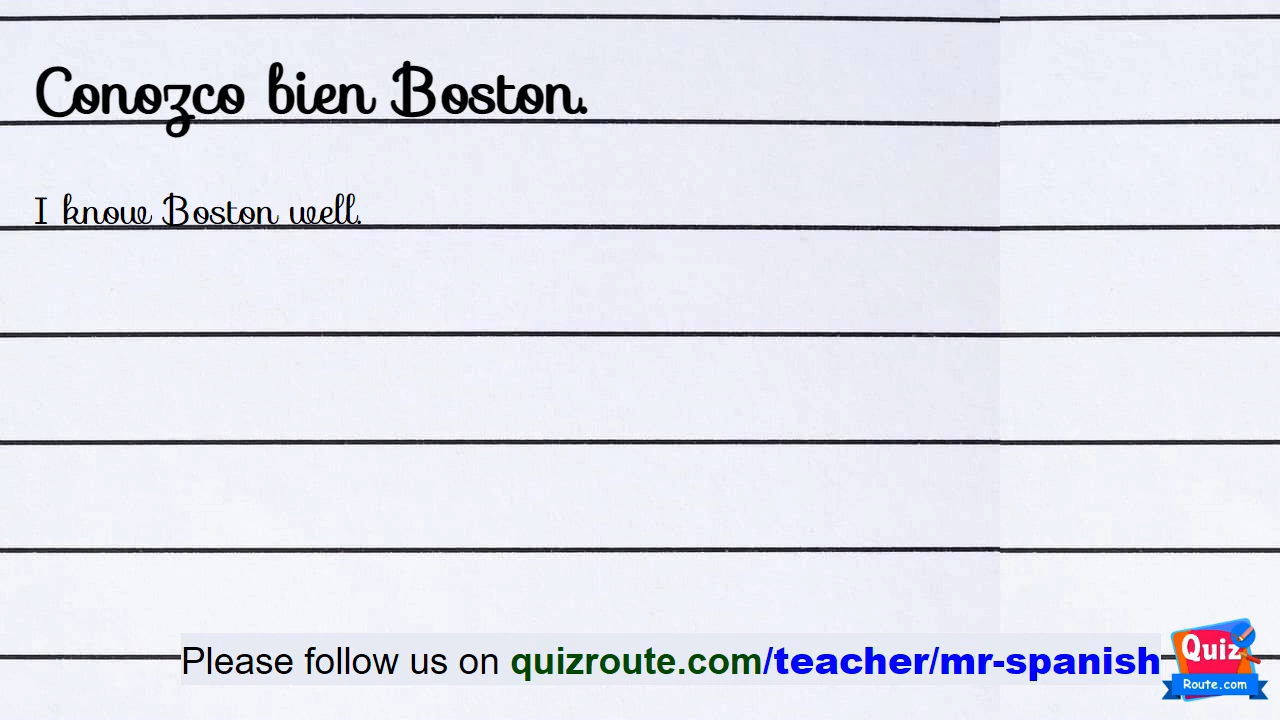 Conozco bien Boston.
I know Boston well.
Please follow us on quizroute.com/teacher/mr-spanish
Quiz
Route.com